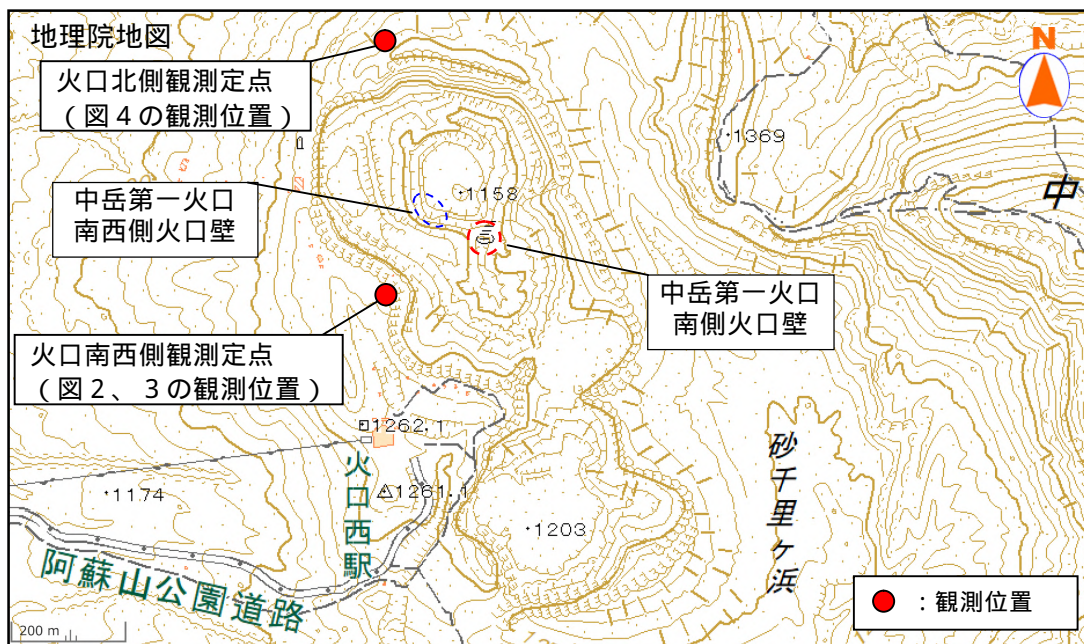 地理院地図
火口北側観測定点
(図4の観測位置)
N
1369
中
中岳第一火口
南西側火口壁
1158
中岳第一火口
南側火口壁
火口南西側観測定点
(図2、3の観測位置)
1262.1
1174
1261.1
火口西駅
1203
砂千里ヶ浜
阿蘇山公園道路
:観測位置
200 m